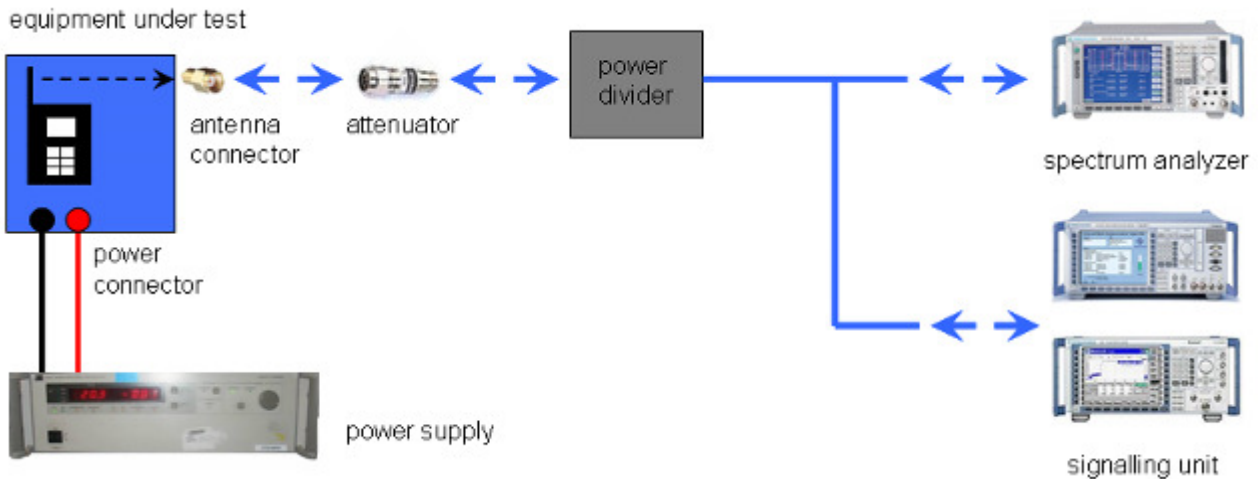 equipment under test
antenna
connector
attenuator
power
divider
spectrum analyzer
power
connector
power supply
signalling unit